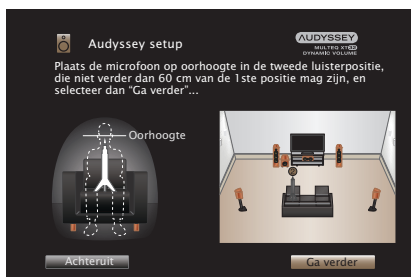 Audyssey setup
AUDYSSEY
MULTEQ XT32
DYNAMIC VOLUME
Plaats de microfoon op oorhoogte in de tweede luisterpositie,
die niet verder dan 60 cm van de 1ste positie mag zijn, en
selecteer dan “Ga verder”...
Oorhoogte
Achteruit
Ga verder